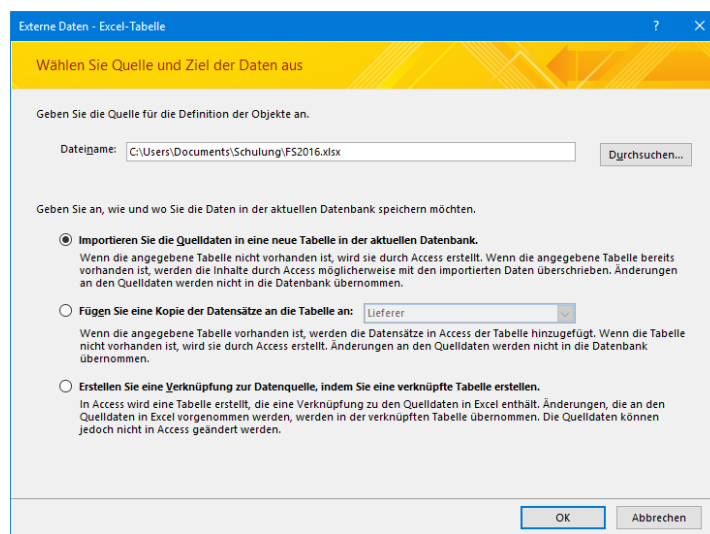 Externe Daten - Excel-Tabelle
Wählen Sie Quelle und Ziel der Daten aus
Geben Sie die Quelle für die Definition der Objekte an.
Dateiname: C:\Users\Documents\Schulung\FS2016.xlsx Durchsuchen...
Geben Sie an, wie und wo Sie die Daten in der aktuellen Datenbank speichern möchten.
Importieren Sie die Quelldaten in eine neue Tabelle in der aktuellen Datenbank.
Wenn die angegebene Tabelle nicht vorhanden ist, wird sie durch Access erstellt. Wenn die angegebene Tabelle bereits
vorhanden ist, werden die Inhalte durch Access möglicherweise mit den importierten Daten überschrieben. Änderungen
an den Quelldaten werden nicht in die Datenbank übernommen.
Fügen Sie eine Kopie der Datensätze an die Tabelle an: Lieferer
Wenn die angegebene Tabelle vorhanden ist, werden die Datensätze in Access der Tabelle hinzugefügt. Wenn die Tabelle
nicht vorhanden ist, wird sie durch Access erstellt. Änderungen an den Quelldaten werden nicht in die Datenbank
übernommen.
Erstellen Sie eine Verknüpfung zur Datenquelle, indem Sie eine verknüpfte Tabelle erstellen.
In Access wird eine Tabelle erstellt, die eine Verknüpfung zu den Quelldaten in Excel enthält. Änderungen, die an den
Quelldaten in Excel vorgenommen werden, werden in der verknüpften Tabelle übernommen. Die Quelldaten können
jedoch nicht in Access geändert werden.
OK Abbrechen